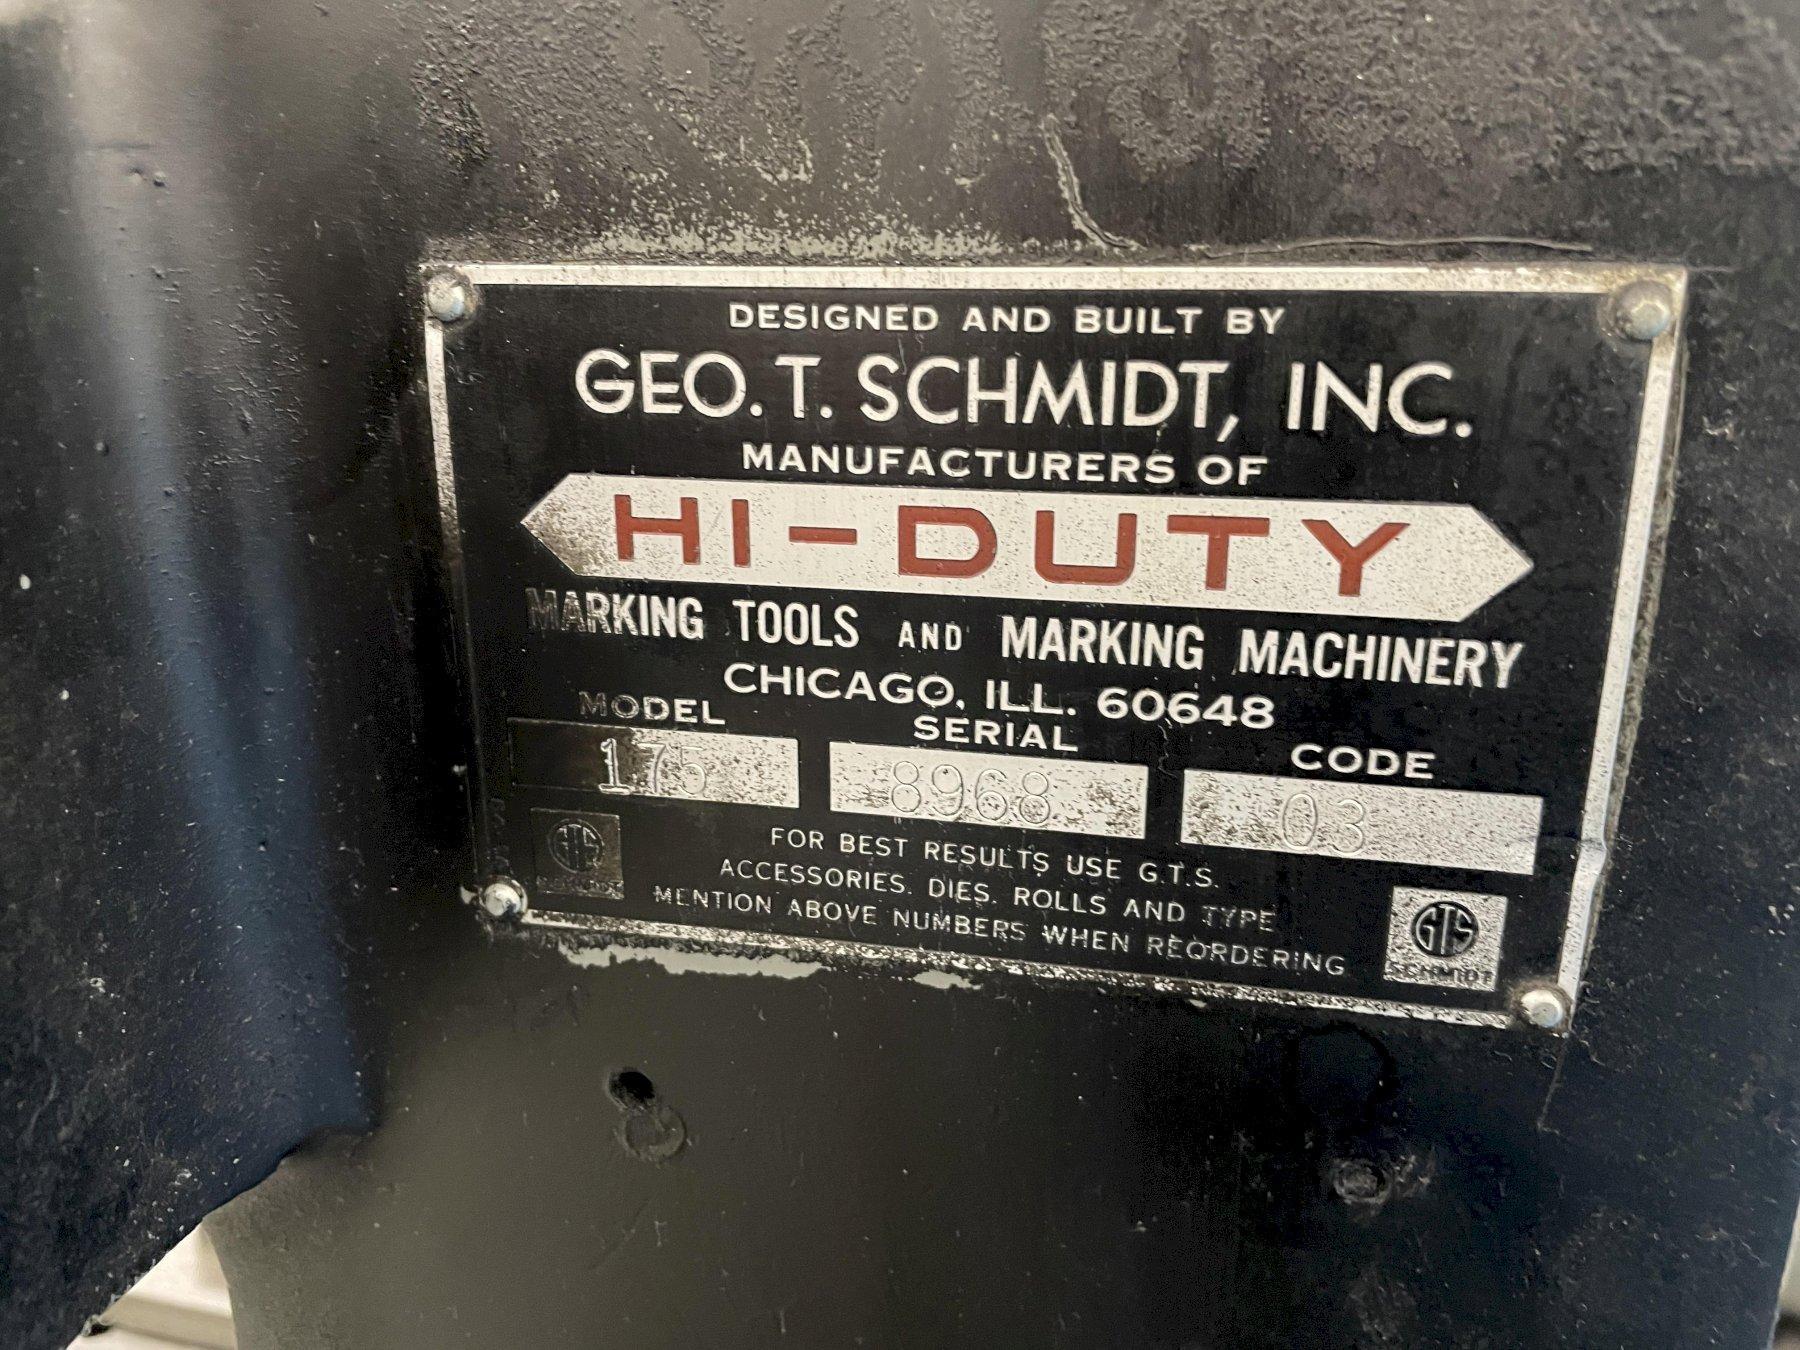 DESIGNED AND BUILT BY
GEO. T. SCHMIDT, INC.
MANUFACTURERS OF
HI-DUTY
MARKING TOOLS AND MARKING MACHINERY
CHICAGO, ILL. 60648
MODEL SERIAL CODE
175 8968 03
FOR BEST RESULTS USE G.T.S.
ACCESSORIES, DIES, ROLLS AND TYPE
MENTION ABOVE NUMBERS WHEN REORDERING
GTS
SCHMIDT
GTS
SCHMIDT